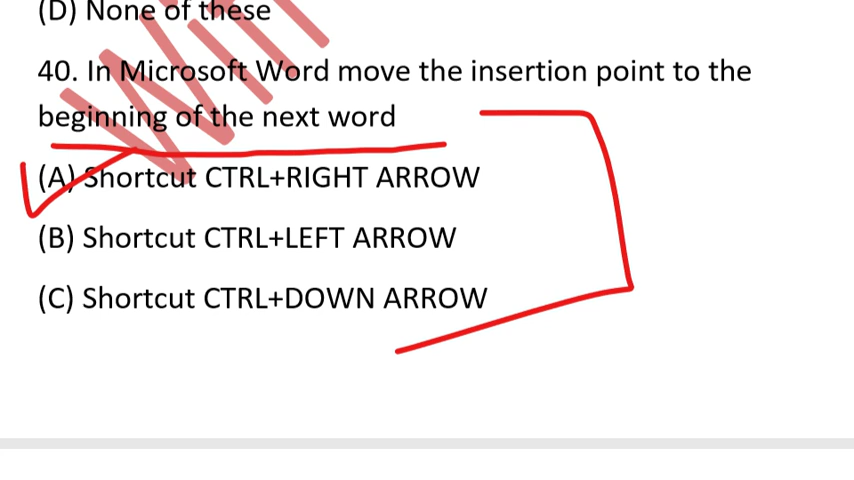 (D) None of these
40. In Microsoft Word move the insertion point to the
beginning of the next word
(A) Shortcut CTRL+RIGHT ARROW
(B) Shortcut CTRL+LEFT ARROW
(C) Shortcut CTRL+DOWN ARROW